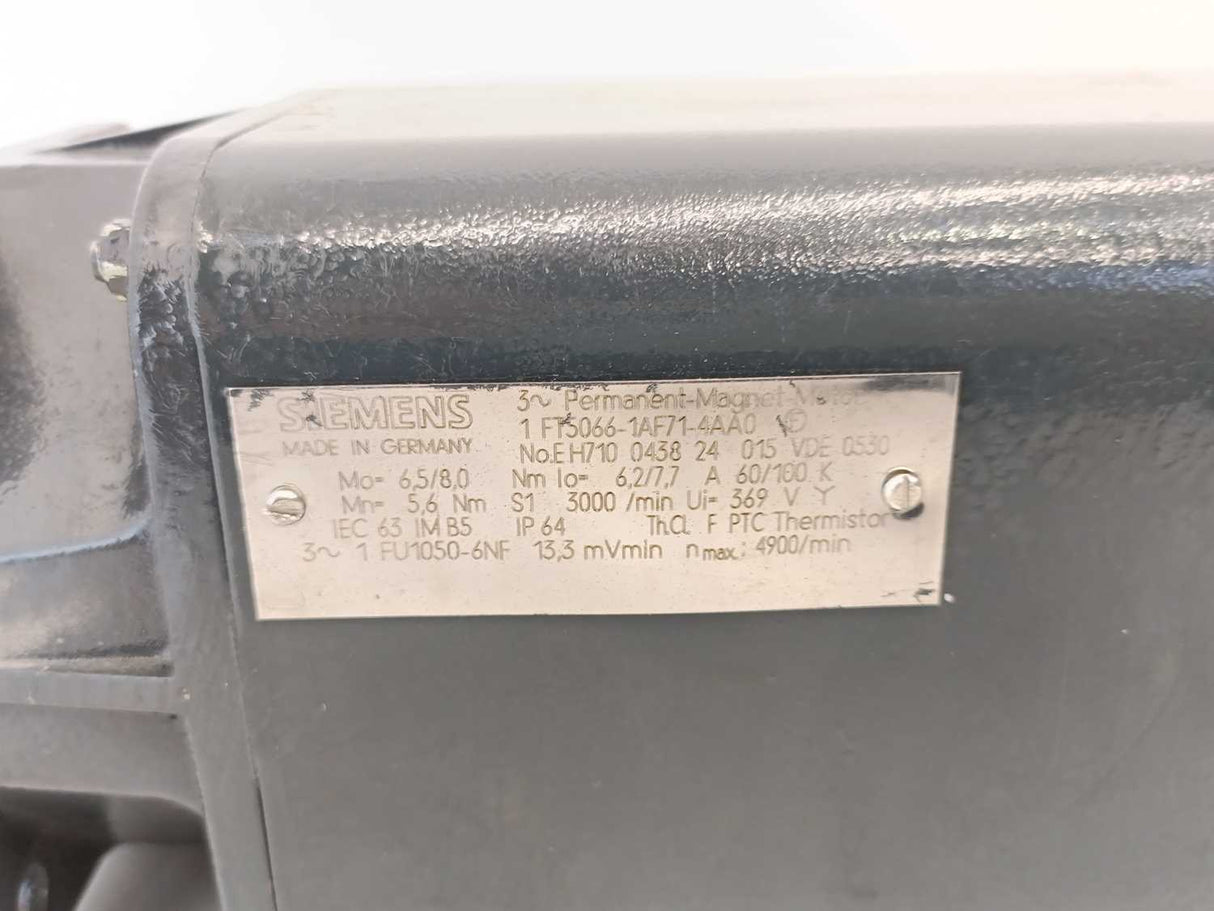 SIEMENS
MADE IN GERMANY
3~ Permanent-Magnet-Motor
1 FT5066-1AF71-4AA0
No.EH710 0438 24 015 VDE 0530
Mo= 6,5/8,0 Nm Io= 6,2/7,7 A 60/100 K
Mn= 5,6 Nm S1 3000 /min Ui= 369 V Y
IEC 63 IM B5 IP 64 Th.Cl. F PTC Thermistor
3~ 1 FU1050-6NF 13,3 mVmin nmax.: 4900/min